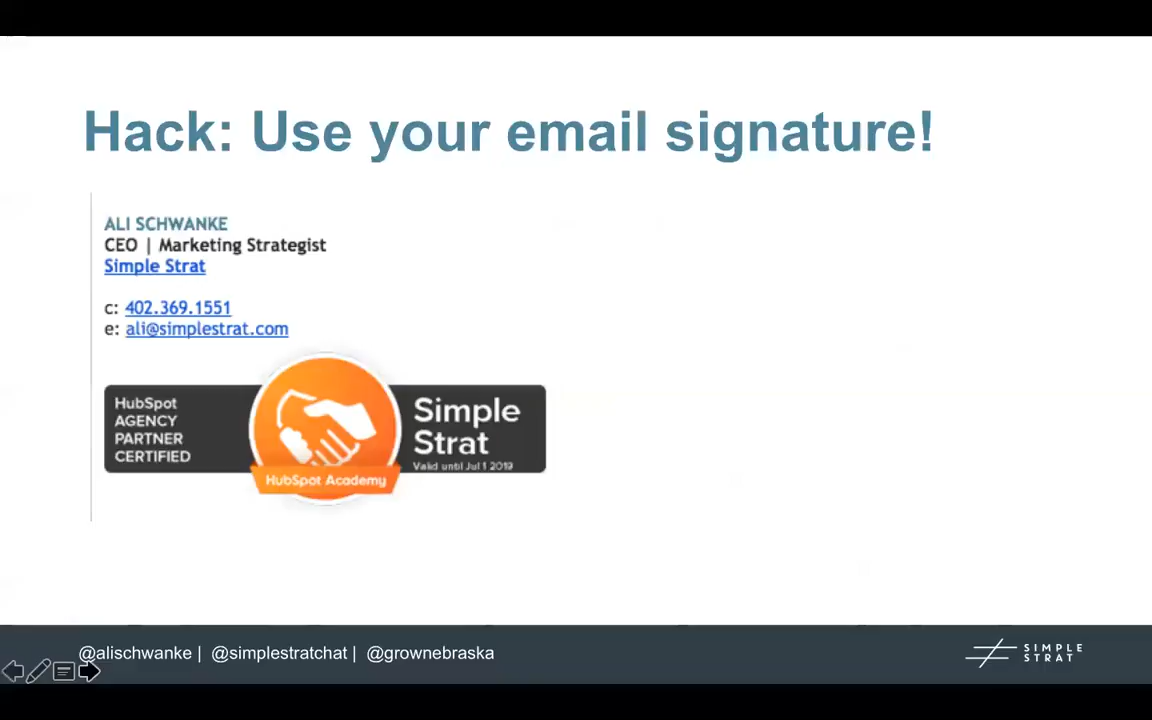 Hack: Use your email signature!
ALI SCHWANKE
CEO | Marketing Strategist
Simple Strat
c: 402.369.1551
e: ali@simplestrat.com
HubSpot
AGENCY
PARTNER
CERTIFIED
HubSpot Academy
Simple
Strat
Valid until Jul 1 2019
@alischwanke | @simplestratchat | @grownebraska
SIMPLE
STRAT